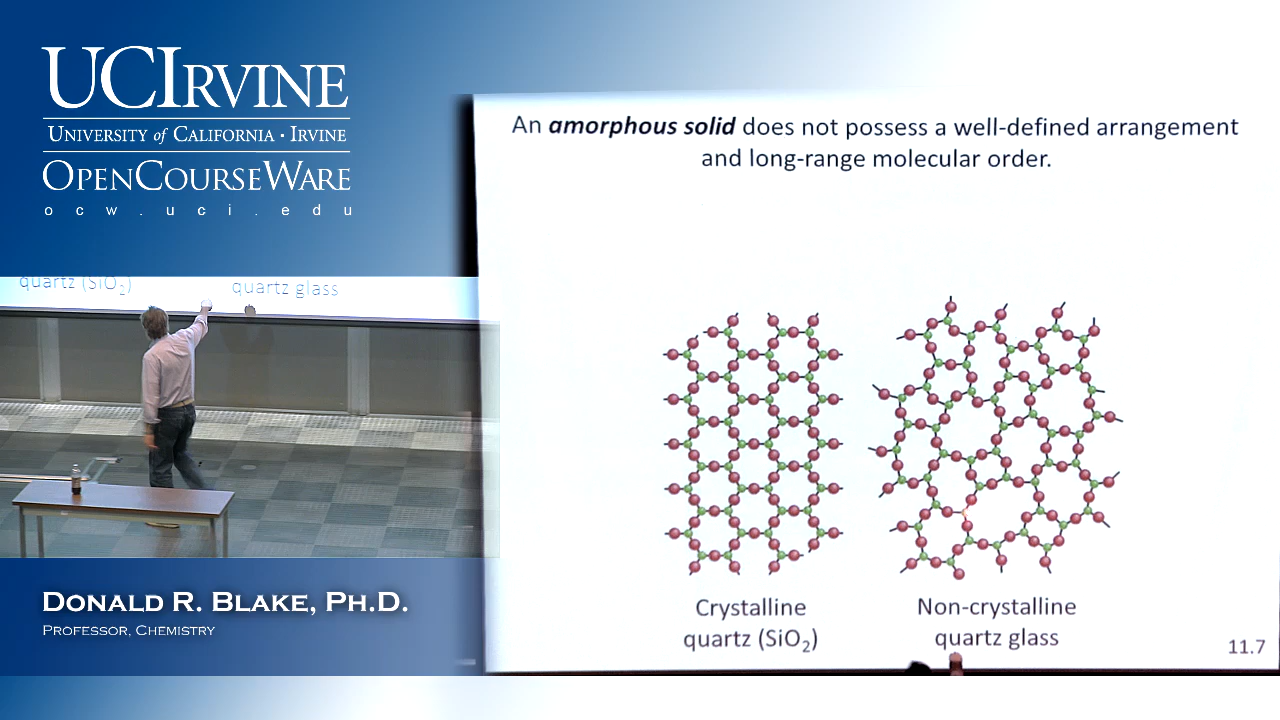 UCIRVINE
UNIVERSITY of CALIFORNIA · IRVINE
OPENCOURSEWARE
ocw.uci.edu
quartz (SiO₂)
quartz glass
DONALD R. BLAKE, PH.D.
PROFESSOR, CHEMISTRY
An amorphous solid does not possess a well-defined arrangement
and long-range molecular order.
Crystalline
quartz (SiO₂)
Non-crystalline
quartz glass
11.7